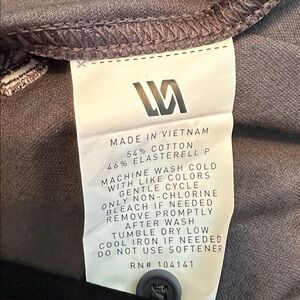 MADE IN VIETNAM
54% COTTON
46% ELASTERELL P
MACHINE WASH COLD
WITH LIKE COLORS
GENTLE CYCLE
ONLY NON-CHLORINE
BLEACH IF NEEDED
REMOVE PROMPTLY
AFTER WASH
TUMBLE DRY LOW
COOL IRON IF NEEDED
DO NOT USE SOFTENER
RN# 104141